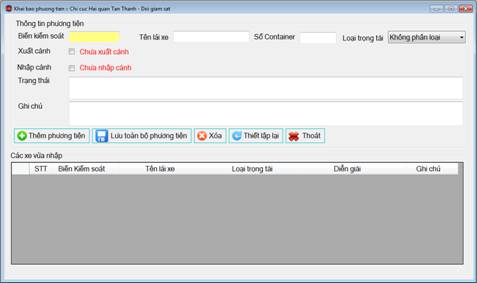 Khai bao phuong tien :: Chi cuc Hai quan Tan Thanh - Doi giam sat
Thông tin phương tiện
Biển kiểm soát Tên lái xe Số Container Loại trọng tải Không phân loại
Xuất cảnh Chưa xuất cảnh
Nhập cảnh Chưa nhập cảnh
Trạng thái
Ghi chú
Thêm phương tiện Lưu toàn bộ phương tiện Xóa Thiết lập lại Thoát
Các xe vừa nhập
STT Biển Kiểm soát Tên lái xe Loại trọng tải Diễn giải Ghi chú